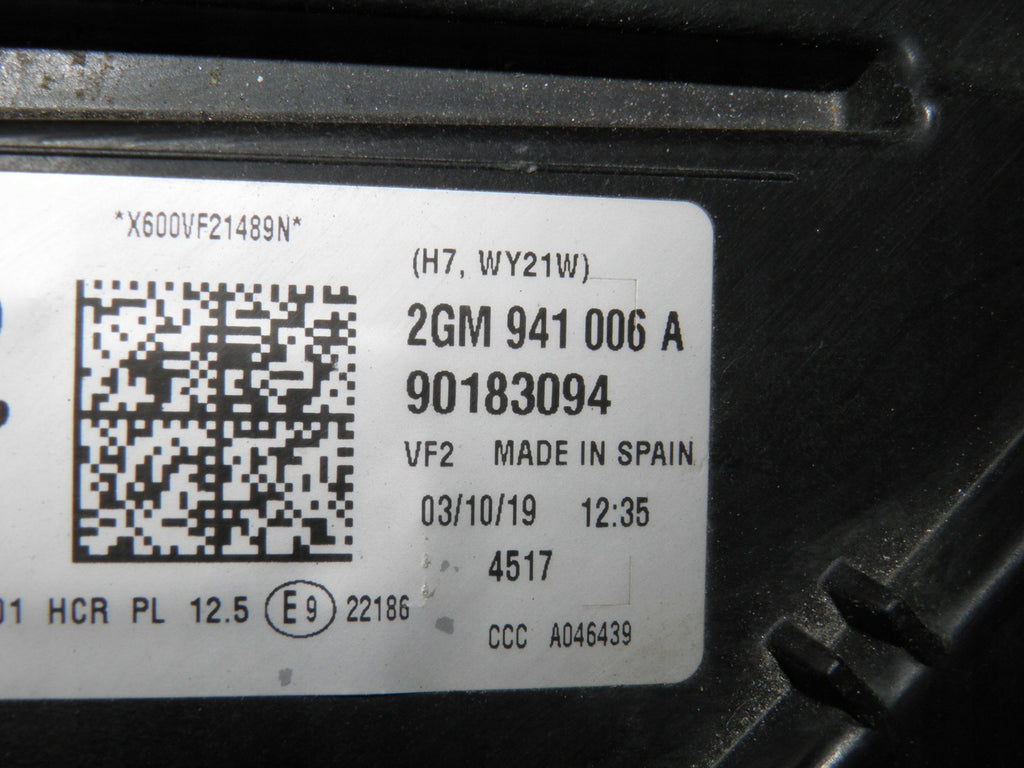 *X600VF21489N*
(H7, WY21W)
2GM 941 006 A
90183094
VF2 MADE IN SPAIN
03/10/19 12:35
4517
01 HCR PL 12.5 E9 22186
CCC A046439